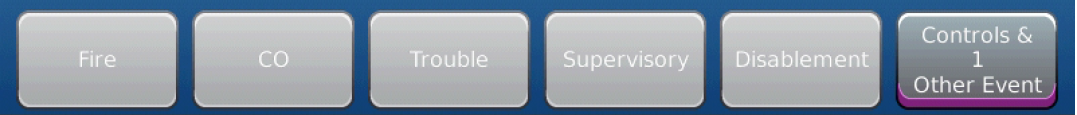 Fire
CO
Trouble
Supervisory
Disablement
Controls &
1
Other Event